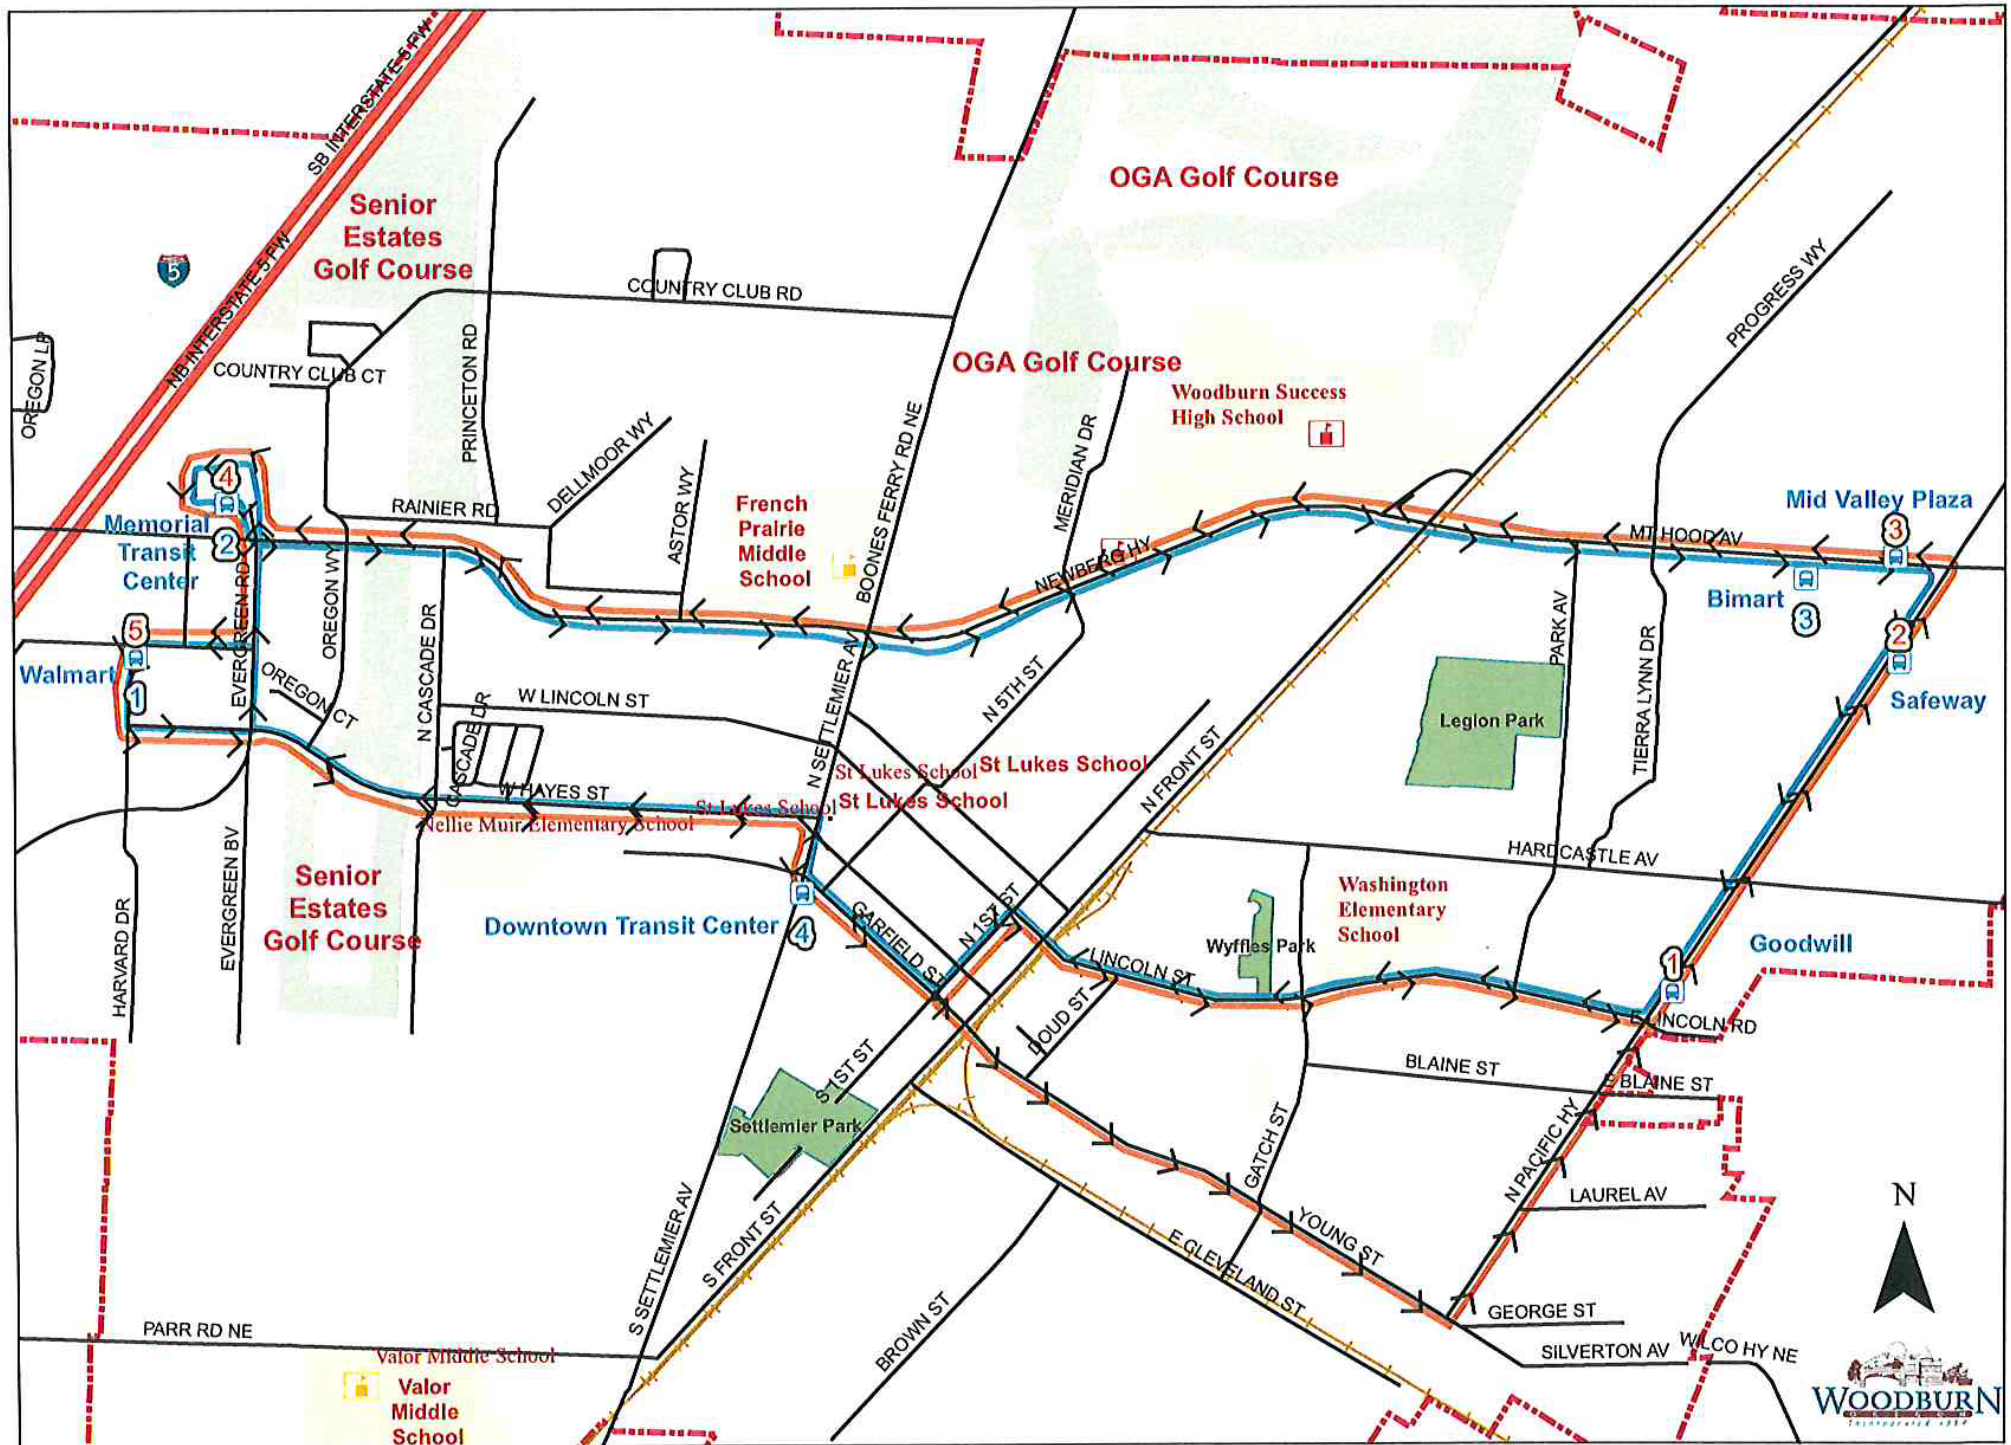 SB INTERSTATE 5 FW
NB INTERSTATE 5 FW
5
OREGON LP
Senior
Estates
Golf Course
OGA Golf Course
COUNTRY CLUB RD
COUNTRY CLUB CT
PRINCETON RD
OGA Golf Course
PROGRESS WY
Woodburn Success
High School
MERIDIAN DR
BOONES FERRY RD NE
DELLMOOR WY
ASTOR WY
RAINIER RD
French
Prairie
Middle
School
4
Memorial
Transit
Center
2
NEWBERG HY
MT HOOD AV
Mid Valley Plaza
3
Bimart
3
2
Safeway
5
Walmart
1
EVERGREEN RD
OREGON WY
OREGON CT
N CASCADE DR
CASCADE DR
W LINCOLN ST
W HAYES ST
N SETTLEMIER AV
N 5TH ST
N FRONT ST
PARK AV
TIERRA LYNN DR
Legion Park
St Lukes School
St Lukes School
St Lukes School
St Lukes School
Nellie Muir Elementary School
HARDCASTLE AV
Senior
Estates
Golf Course
HARVARD DR
EVERGREEN BV
Downtown Transit Center
4
GARFIELD ST
N 1ST ST
LINCOLN ST
Wyffles Park
Washington
Elementary
School
1
Goodwill
E LINCOLN RD
DOUD ST
S 1ST ST
BLAINE ST
E BLAINE ST
Settlemier Park
GATCH ST
N PACIFIC HY
LAUREL AV
N
S SETTLEMIER AV
S FRONT ST
YOUNG ST
E CLEVELAND ST
BROWN ST
GEORGE ST
SILVERTON AV
WILCO HY NE
PARR RD NE
Valor Middle School
Valor
Middle
School
WOODBURN
Incorporated 1889